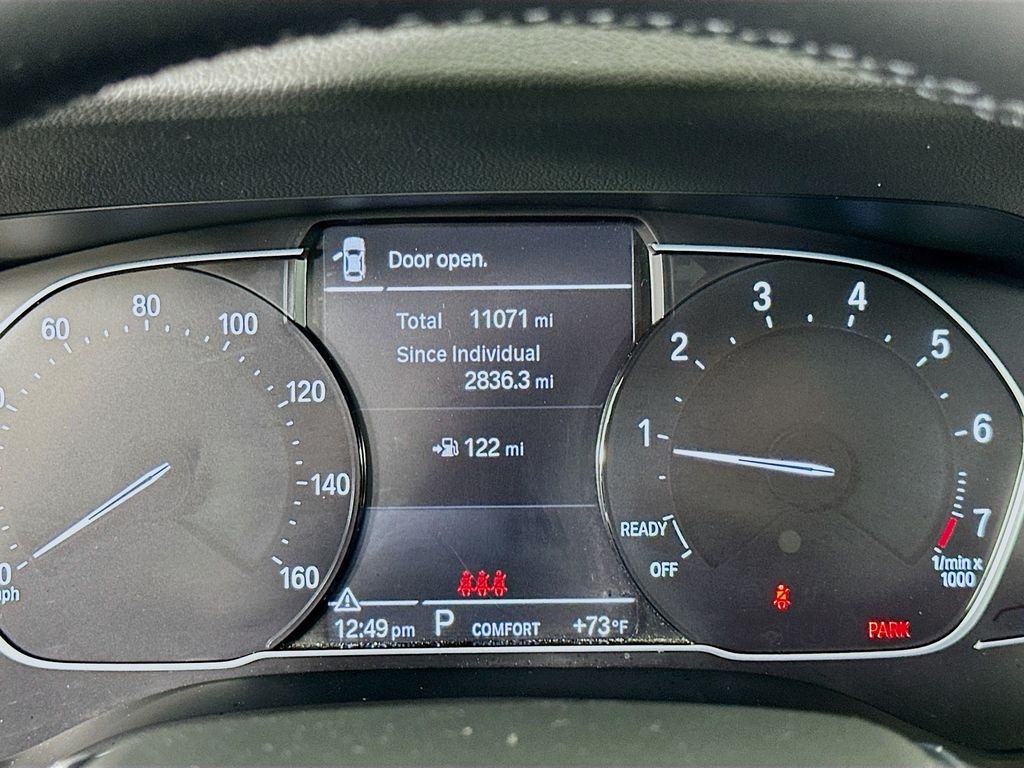 Door open.
Total 11071 mi
Since Individual
2836.3 mi
122 mi
12:49 pm P COMFORT +73°F
60
80
100
120
140
160
0
mph
1
2
3
4
5
6
7
1/min x
1000
READY
OFF
PARK